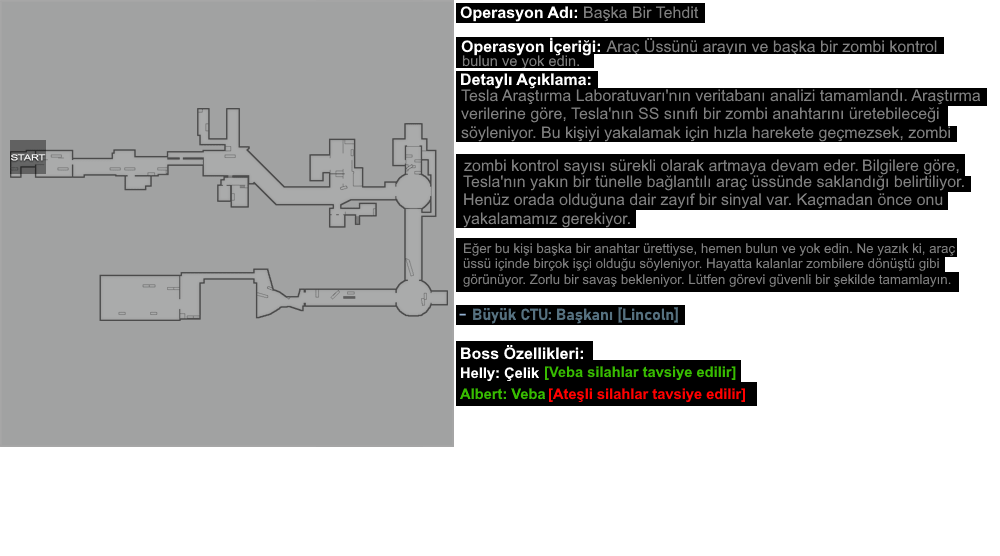 START
Operasyon Adı: Başka Bir Tehdit
Operasyon İçeriği: Araç Üssünü arayın ve başka bir zombi kontrol
bulun ve yok edin.
Detaylı Açıklama:
Tesla Araştırma Laboratuvarı'nın veritabanı analizi tamamlandı. Araştırma
verilerine göre, Tesla'nın SS sınıfı bir zombi anahtarını üretebileceği
söyleniyor. Bu kişiyi yakalamak için hızla harekete geçmezsek, zombi
zombi kontrol sayısı sürekli olarak artmaya devam eder. Bilgilere göre,
Tesla'nın yakın bir tünelle bağlantılı araç üssünde saklandığı belirtiliyor.
Henüz orada olduğuna dair zayıf bir sinyal var. Kaçmadan önce onu
yakalamamız gerekiyor.
Eğer bu kişi başka bir anahtar ürettiyse, hemen bulun ve yok edin. Ne yazık ki, araç
üssü içinde birçok işçi olduğu söyleniyor. Hayatta kalanlar zombilere dönüştü gibi
görünüyor. Zorlu bir savaş bekleniyor. Lütfen görevi güvenli bir şekilde tamamlayın.
- Büyük CTU: Başkanı [Lincoln]
Boss Özellikleri:
Helly: Çelik [Veba silahlar tavsiye edilir]
Albert: Veba [Ateşli silahlar tavsiye edilir]